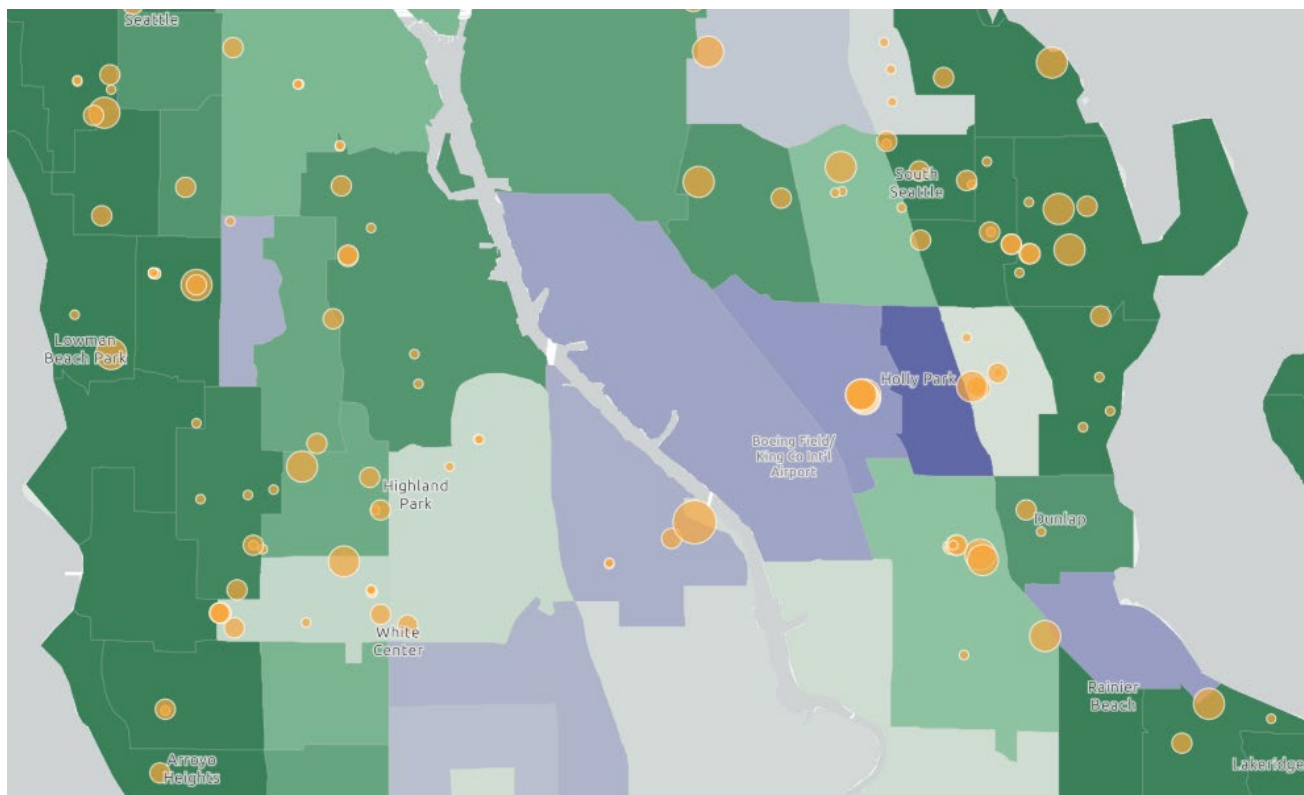 Seattle
South
Seattle
Lowman
Beach Park
Holly Park
Boeing Field/
King Co Int'l
Airport
Highland
Park
Dunlap
White
Center
Rainier
Beach
Arroyo
Heights
Lakeridge